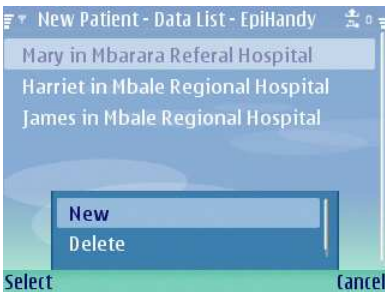 New Patient - Data List - EpiHandy
Mary in Mbarara Referal Hospital
Harriet in Mbale Regional Hospital
James in Mbale Regional Hospital
New
Delete
Select Cancel